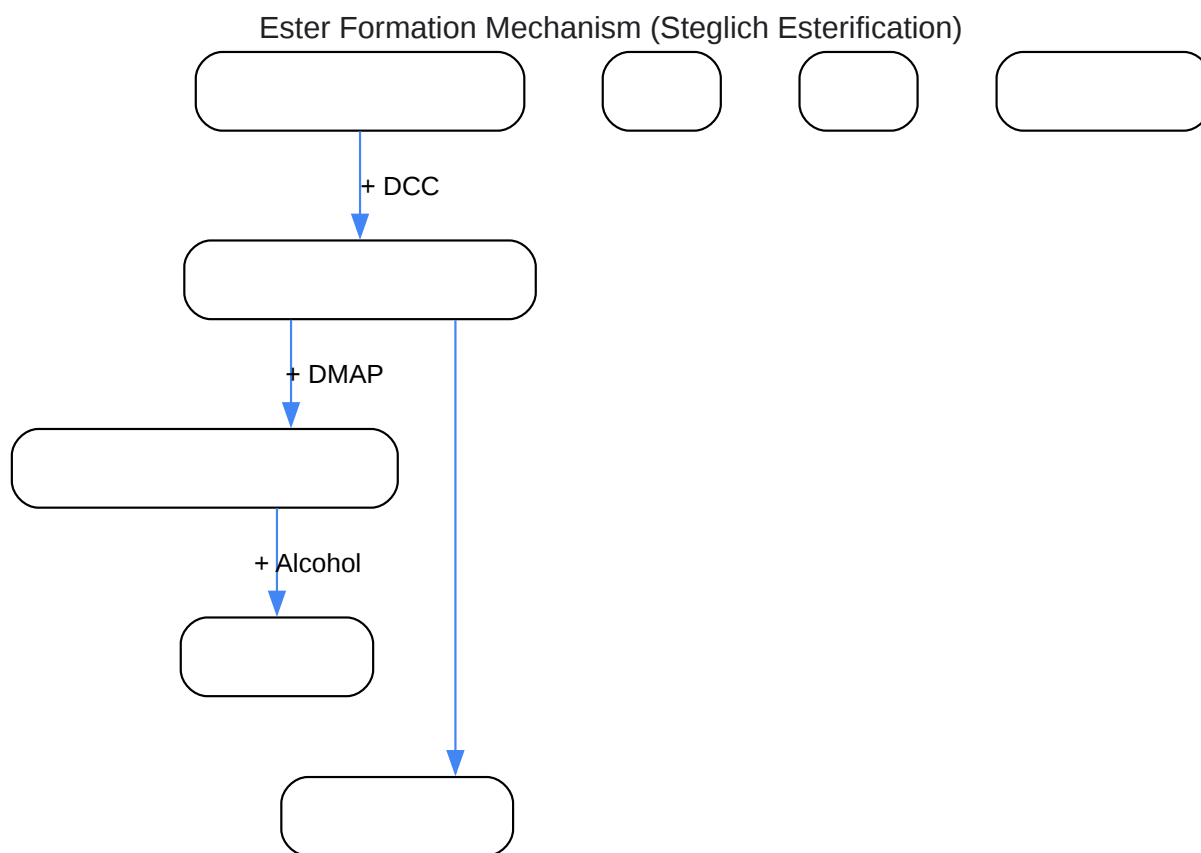 Ester Formation Mechanism (Steglich Esterification)
+ DCC
+ DMAP
+ Alcohol